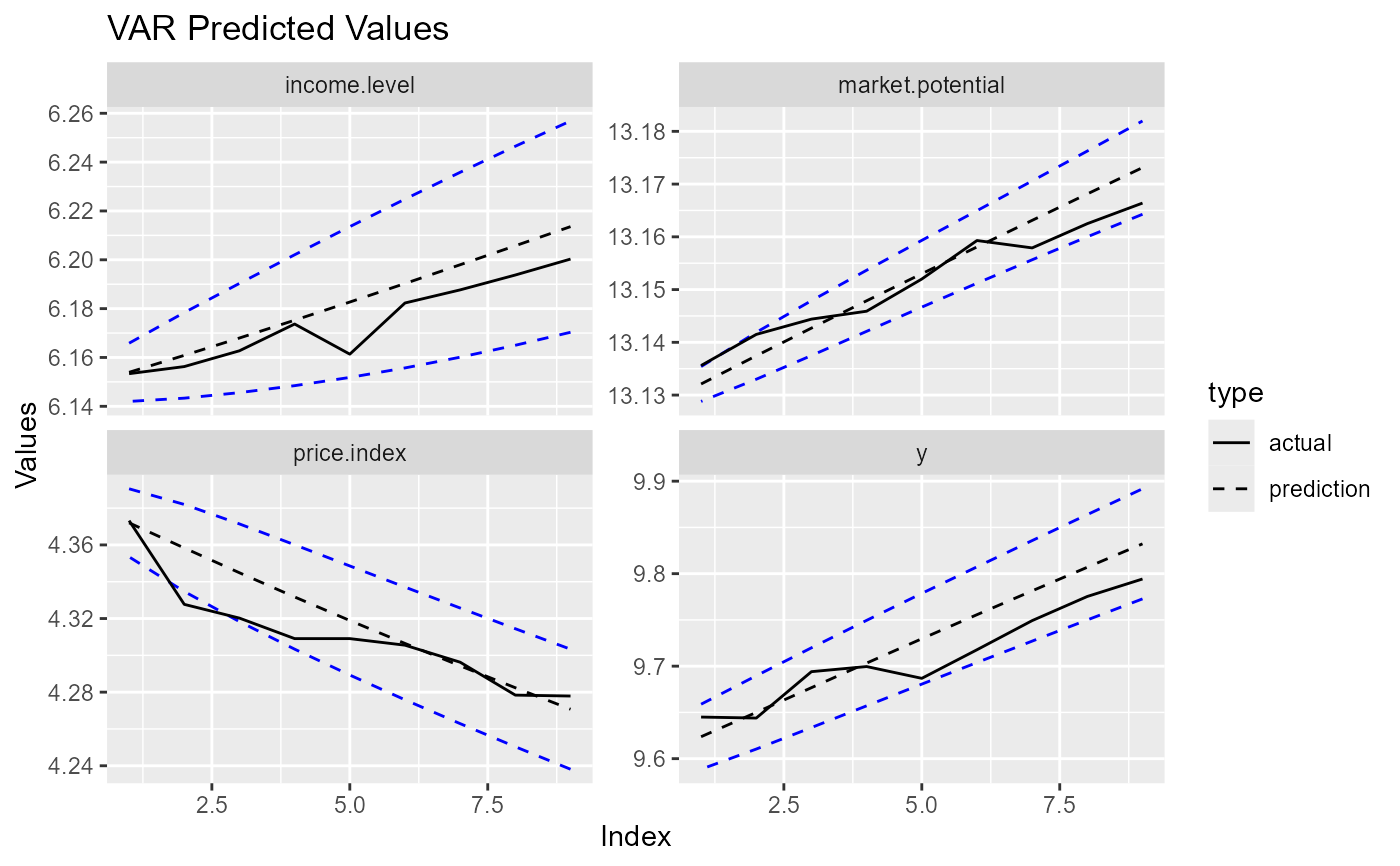 VAR Predicted Values
income.level
market.potential
6.26
6.24
6.22
6.20
6.18
6.16
6.14
13.18
13.17
13.16
13.15
13.14
13.13
price.index
y
4.36
4.32
4.28
4.24
9.9
9.8
9.7
9.6
2.5
5.0
7.5
2.5
5.0
7.5
Values
Index
type
actual
prediction